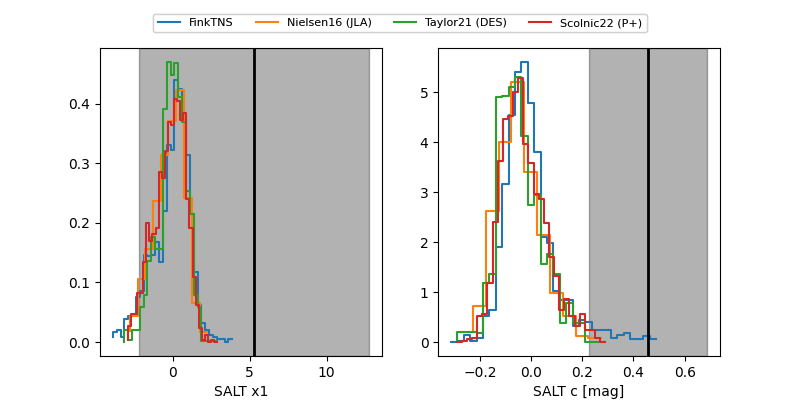 FinkTNS Nielsen16 (JLA) Taylor21 (DES) Scolnic22 (P+)
0.4
0.3
0.2
0.1
0.0
0 5 10
SALT x1
5
4
3
2
1
0
−0.2 0.0 0.2 0.4 0.6
SALT c [mag]